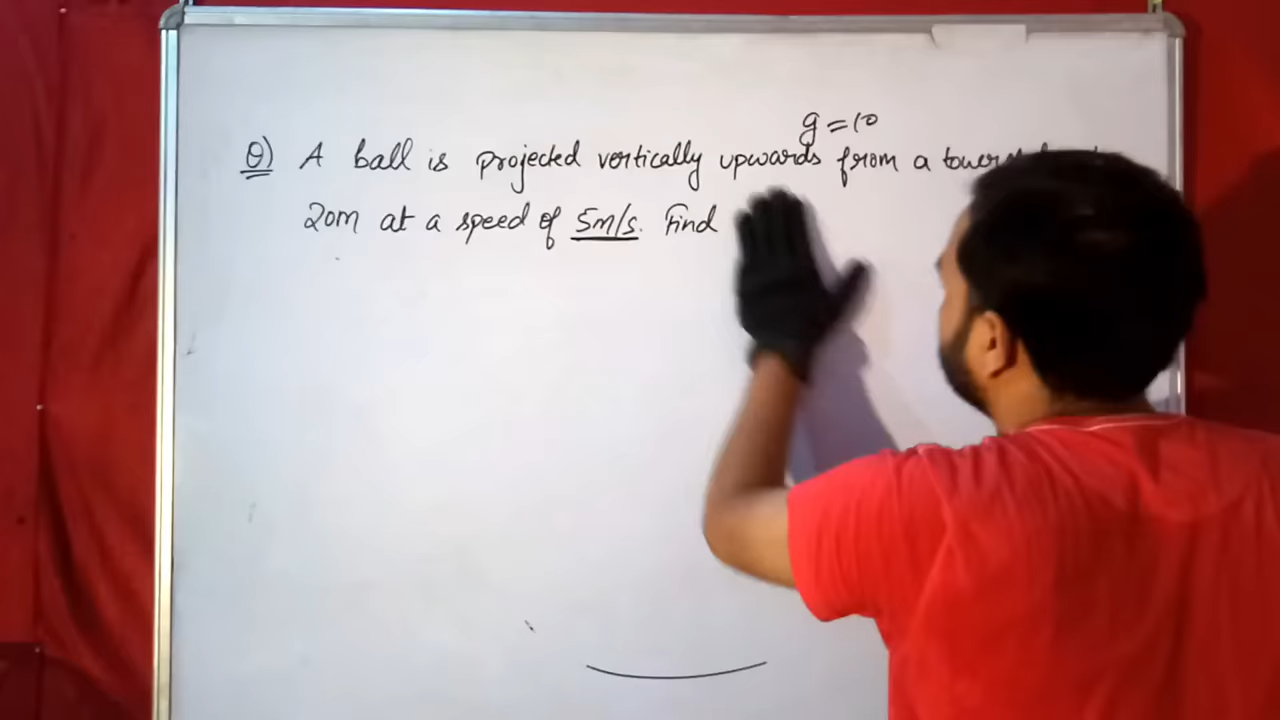 g = 10
Q) A ball is projected vertically upwards from a tower
20m at a speed of 5m/s. Find